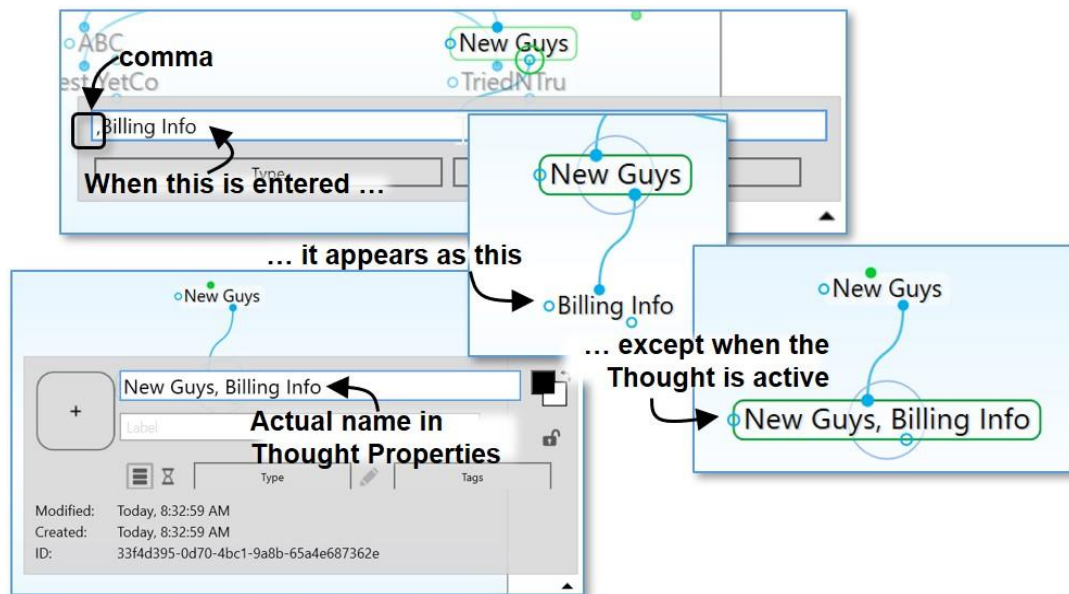 ABC
comma
New Guys
est YetCo
TriedNTru
,Billing Info
Type
When this is entered ...
New Guys
... it appears as this
Billing Info
New Guys
... except when the
Thought is active
New Guys, Billing Info
New Guys
New Guys, Billing Info
+
Label
Actual name in
Thought Properties
Type
Tags
Modified: Today, 8:32:59 AM
Created: Today, 8:32:59 AM
ID: 33f4d395-0d70-4bc1-9a8b-65a4e687362e